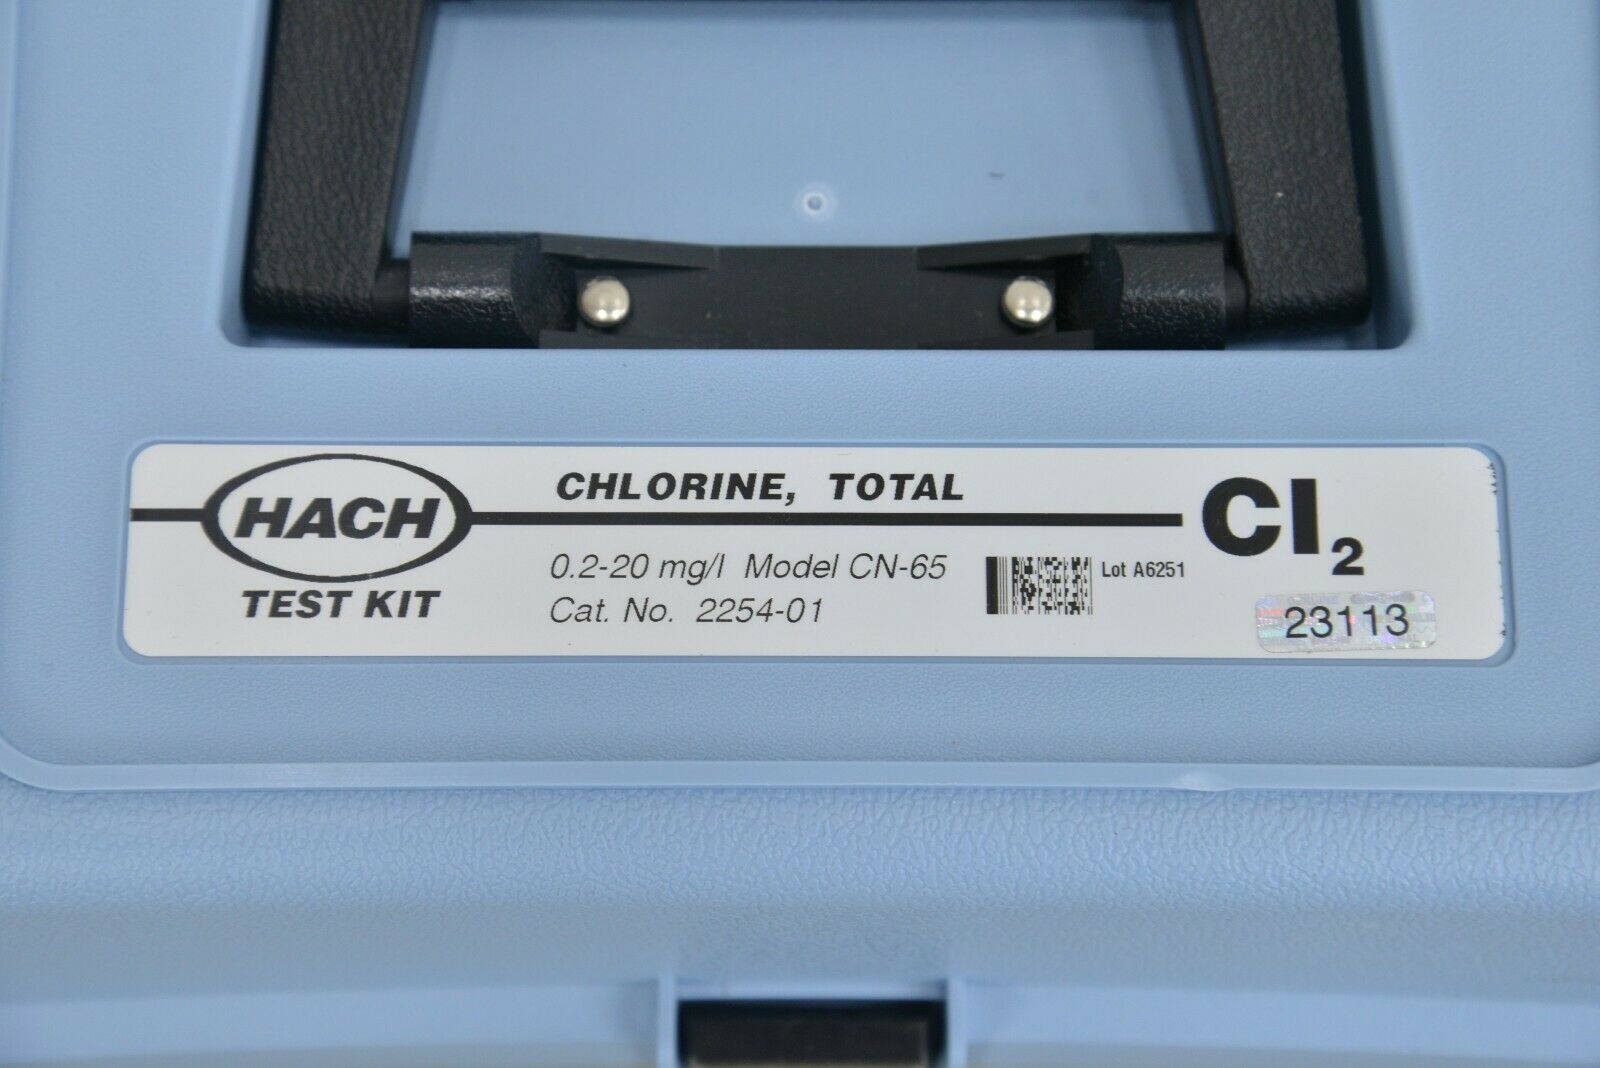 HACH
TEST KIT
CHLORINE, TOTAL
0.2-20 mg/l Model CN-65
Cat. No. 2254-01
Lot A6251
Cl₂
23113